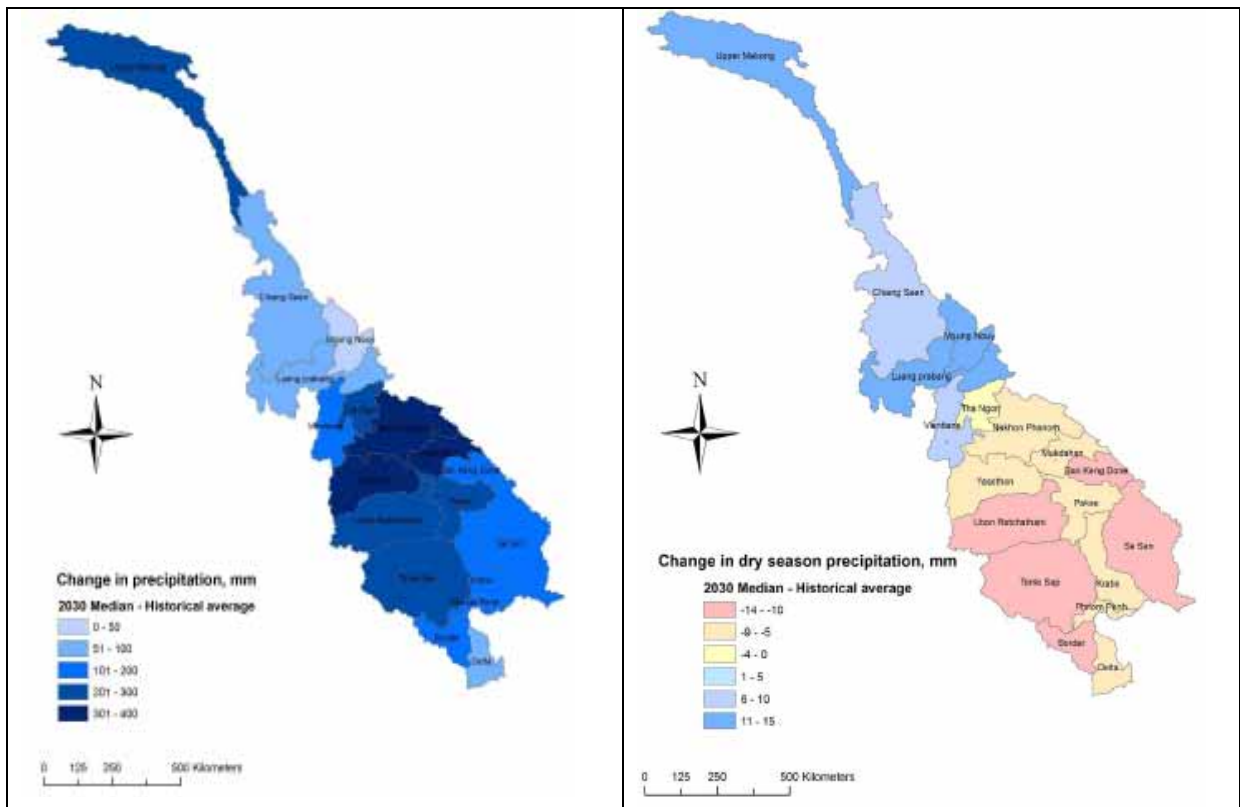 Chiang Saen
Luang prabang
N
Change in precipitation, mm
2030 Median - Historical average
0 - 50
51 - 100
101 - 200
201 - 300
301 - 400
0 125 250 500 Kilometers
Upper Mekong
Chiang Saen
Moung Nouy
Luang prabang
N
Tha Ngon
Vientiane
Nakhon Phanom
Mukdahan
Ban Keng Done
Yasothon
Pakse
Ubon Ratchathani
Se San
Change in dry season precipitation, mm
Tonle Sap
Kratie
2030 Median - Historical average
Phnom Penh
-14 - -10
-9 - -5
Border
-4 - 0
Delta
1 - 5
6 - 10
11 - 15
0 125 250 500 Kilometers